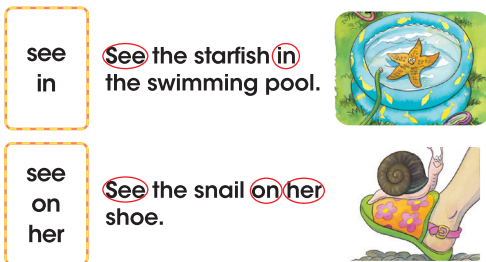 see
in
See the starfish in
the swimming pool.
see
on
her
See the snail on her
shoe.